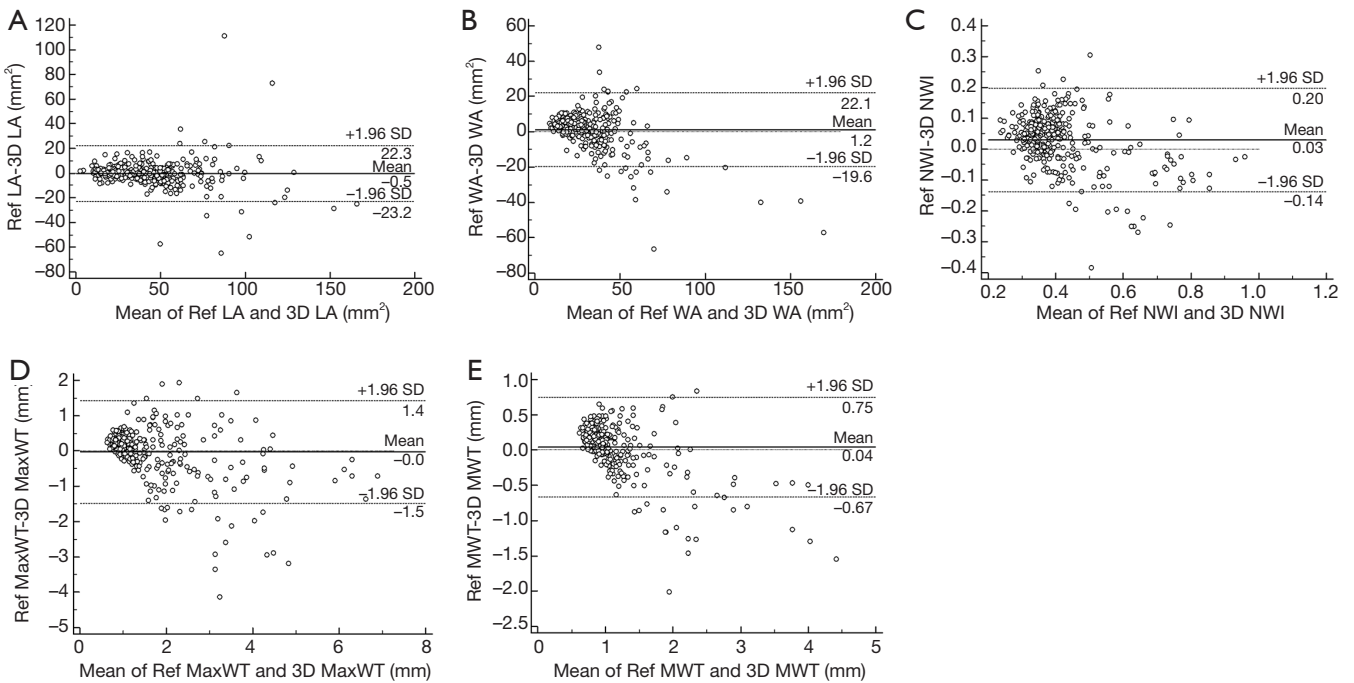 A
Ref LA-3D LA (mm²)
120
100
80
60
40
20
0
−20
−40
−60
−80
+1.96 SD
22.3
Mean
−0.5
−1.96 SD
−23.2
0 50 100 150 200
Mean of Ref LA and 3D LA (mm²)
B
Ref WA-3D WA (mm²)
60
40
20
0
−20
−40
−60
−80
+1.96 SD
22.1
Mean
1.2
−1.96 SD
−19.6
0 50 100 150 200
Mean of Ref WA and 3D WA (mm²)
C
Ref NWI-3D NWI
0.4
0.3
0.2
0.1
0.0
−0.1
−0.2
−0.3
−0.4
+1.96 SD
0.20
Mean
0.03
−1.96 SD
−0.14
0.2 0.4 0.6 0.8 1.0 1.2
Mean of Ref NWI and 3D NWI
D
Ref MaxWT-3D MaxWT (mm)
2
1
0
−1
−2
−3
−4
−5
+1.96 SD
1.4
Mean
−0.0
−1.96 SD
−1.5
0 2 4 6 8
Mean of Ref MaxWT and 3D MaxWT (mm)
E
Ref MWT-3D MWT (mm)
1.0
0.5
0.0
−0.5
−1.0
−1.5
−2.0
−2.5
+1.96 SD
0.75
Mean
0.04
−1.96 SD
−0.67
0 1 2 3 4 5
Mean of Ref MWT and 3D MWT (mm)